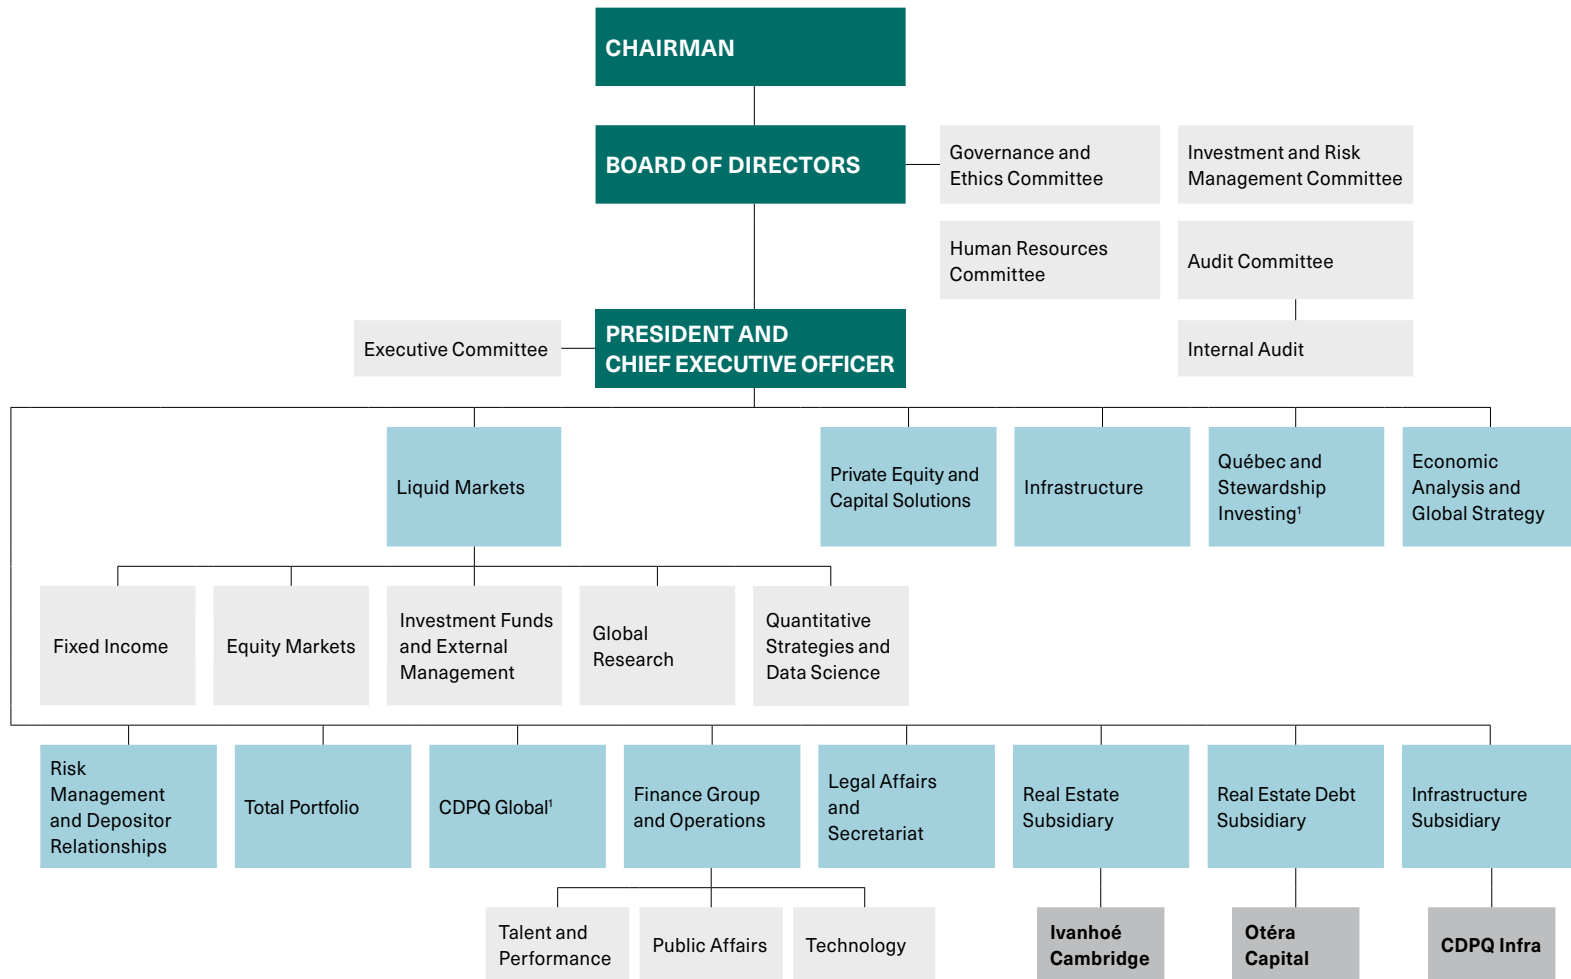 CHAIRMAN
BOARD OF DIRECTORS
Governance and
Ethics Committee
Investment and Risk
Management Committee
Human Resources
Committee
Audit Committee
Executive Committee
PRESIDENT AND
CHIEF EXECUTIVE OFFICER
Internal Audit
Liquid Markets
Private Equity and
Capital Solutions
Infrastructure
Québec and
Stewardship
Investing¹
Economic
Analysis and
Global Strategy
Fixed Income
Equity Markets
Investment Funds
and External
Management
Global
Research
Quantitative
Strategies and
Data Science
Risk
Management
and Depositor
Relationships
Total Portfolio
CDPQ Global¹
Finance Group
and Operations
Legal Affairs
and
Secretariat
Real Estate
Subsidiary
Real Estate Debt
Subsidiary
Infrastructure
Subsidiary
Talent and
Performance
Public Affairs
Technology
Ivanhoé
Cambridge
Otéra
Capital
CDPQ Infra